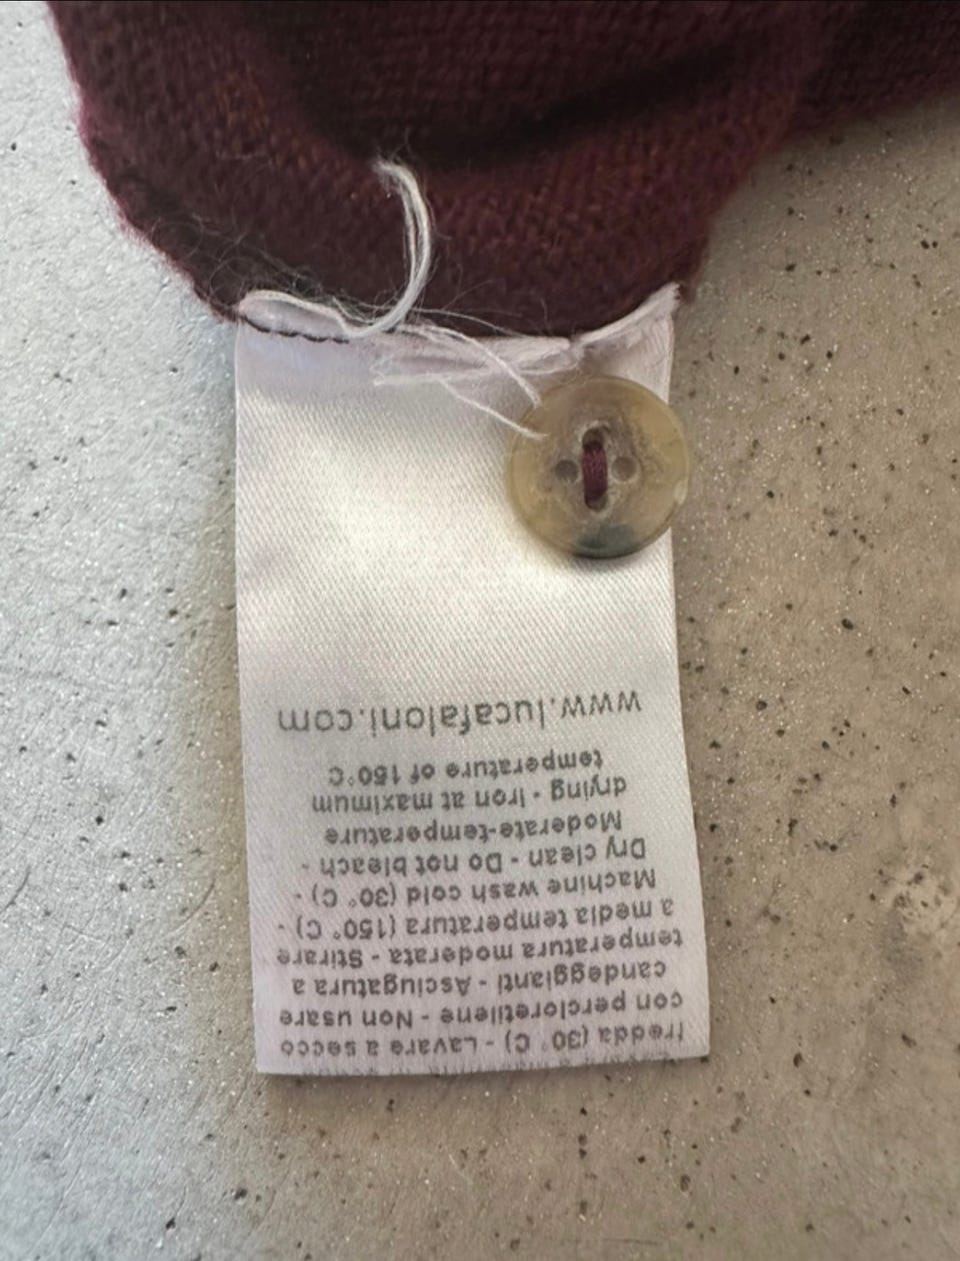 fredda (30° C) - Lavare a secco
con percloretilene - Non usare
candeggianti - Asciugatura a
temperatura moderata - Stirare
a media temperatura (150° C) -
Machine wash cold (30° C) -
Dry clean - Do not bleach -
Moderate-temperature
drying - Iron at maximum
temperature of 150°C
www.lucafaloni.com